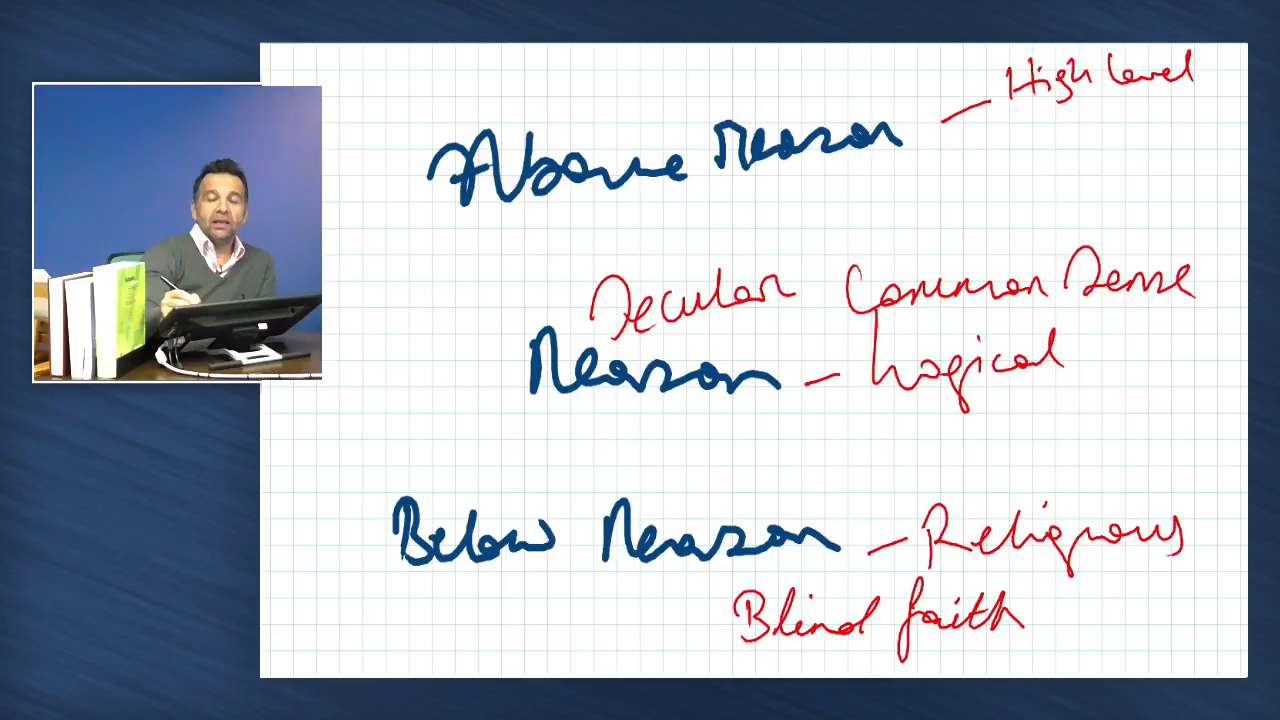 Above Reason - High Level
Secular Common Sense
Reason - Logical
Below Reason - Religious
Blind faith